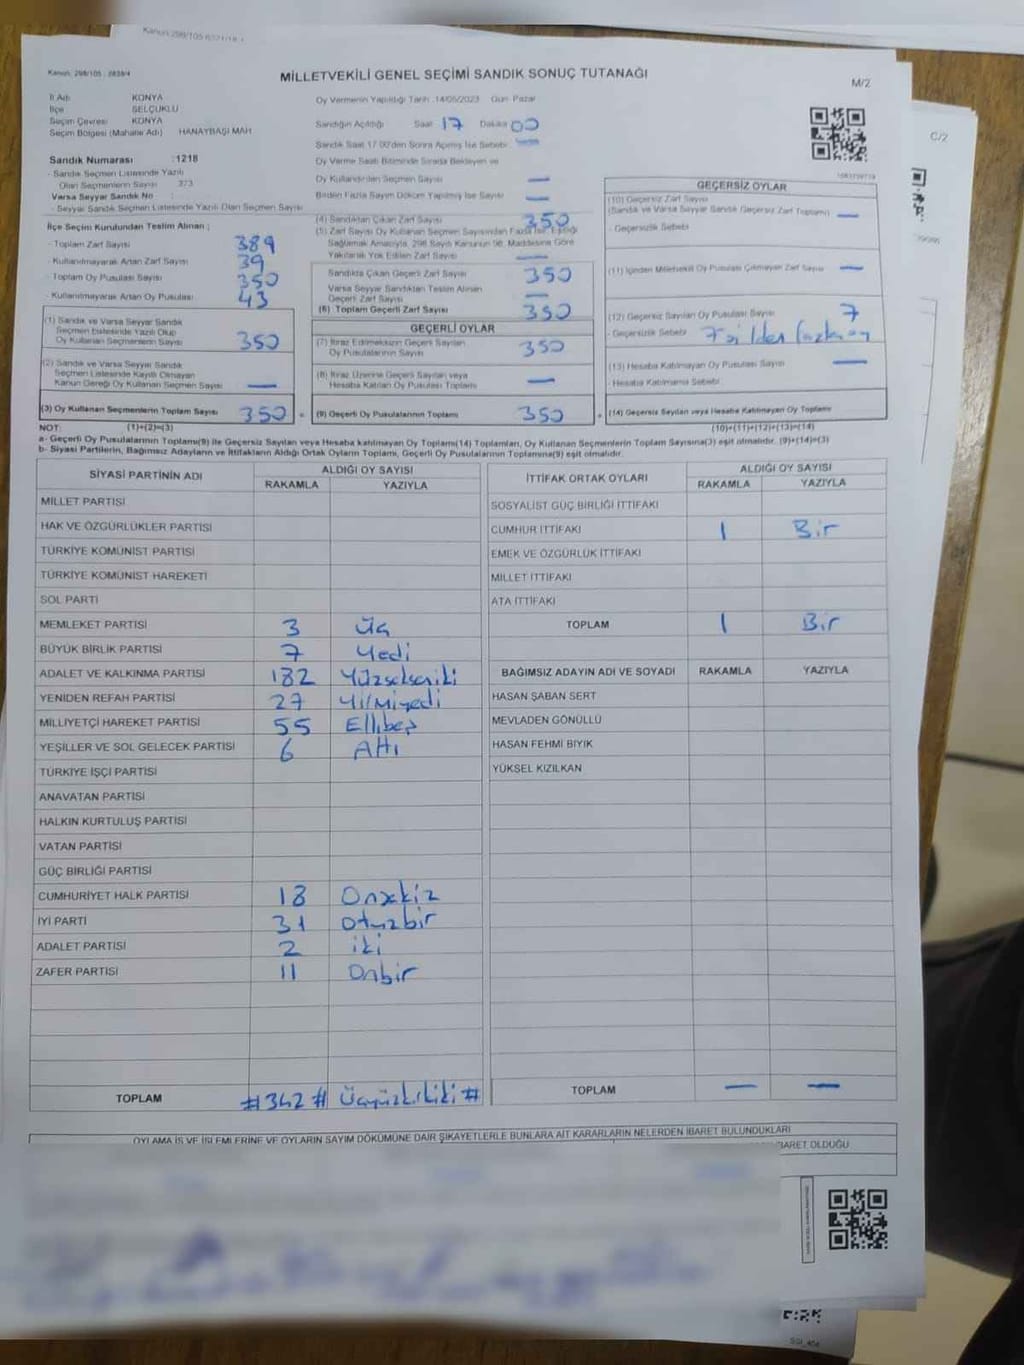 Kanun: 298/105
MİLLETVEKİLİ GENEL SEÇİMİ SANDIK SONUÇ TUTANAĞI
M/2
C/2
İl Adı KONYA
İlçe SELÇUKLU
Seçim Çevresi KONYA
Seçim Bölgesi (Mahalle Adı) HANAYBAŞI MAH
Oy Vermenin Yapıldığı Tarih :14/05/2023 Gün: Pazar
Sandığın Açıldığı Saat 17 Dakika 00
Sandık Saat 17:00'den Sonra Açılmış İse Sebebi —
Oy Verme Saati Bitiminde Sırada Bekleyen ve
Oy Kullandırılan Seçmen Sayısı —
Birden Fazla Sayım Döküm Yapılmış İse Sayısı —
Sandık Numarası :1218
- Sandık Seçmen Listesinde Yazılı
Olan Seçmenlerin Sayısı 373
Varsa Seyyar Sandık No :
- Seyyar Sandık Seçmen Listesinde Yazılı Olan Seçmen Sayısı
İlçe Seçim Kurulundan Teslim Alınan ;
- Toplam Zarf Sayısı 389
- Kullanılmayarak Artan Zarf Sayısı 39
- Toplam Oy Pusulası Sayısı 350
- Kullanılmayarak Artan Oy Pusulası 43
(1) Sandık ve Varsa Seyyar Sandık
Seçmen Listesinde Yazılı Olup
Oy Kullanan Seçmenlerin Sayısı 350
(2) Sandık ve Varsa Seyyar Sandık
Seçmen Listesinde Kayıtlı Olmayan
Kanun Gereği Oy Kullanan Seçmen Sayısı —
(3) Oy Kullanan Seçmenlerin Toplam Sayısı 350
(4) Sandıktan Çıkan Zarf Sayısı 350
(5) Zarf Sayısı Oy Kullanan Seçmen Sayısından Fazla İse, Eşitliği
Sağlamak Amacıyla, 298 Sayılı Kanunun 98. Maddesine Göre
Yakılarak Yok Edilen Zarf Sayısı —
Sandıkta Çıkan Geçerli Zarf Sayısı 350
Varsa Seyyar Sandıktan Teslim Alınan
Geçerli Zarf Sayısı —
(6) Toplam Geçerli Zarf Sayısı 350
GEÇERLİ OYLAR
(7) İtiraz Edilmeksizin Geçerli Sayılan
Oy Pusulalarının Sayısı 350
(8) İtiraz Üzerine Geçerli Sayılan veya
Hesaba Katılan Oy Pusulası Toplamı —
(9) Geçerli Oy Pusulalarının Toplamı 350
GEÇERSİZ OYLAR
(10) Geçersiz Zarf Sayısı
(Sandık ve Varsa Seyyar Sandık Geçersiz Zarf Toplamı) —
- Geçersizlik Sebebi
(11) İçinden Milletvekili Oy Pusulası Çıkmayan Zarf Sayısı —
(12) Geçersiz Sayılan Oy Pusulası Sayısı 7
- Geçersizlik Sebebi
(13) Hesaba Katılmayan Oy Pusulası Sayısı —
- Hesaba Katılmama Sebebi
(14) Geçersiz Sayılan veya Hesaba Katılmayan Oy Toplamı
NOT: (1)+(2)=(3) (10)+(11)+(12)+(13)=(14)
a- Geçerli Oy Pusulalarının Toplamı(9) ile Geçersiz Sayılan veya Hesaba katılmayan Oy Toplamı(14) Toplamları, Oy Kullanan Seçmenlerin Toplam Sayısına(3) eşit olmalıdır. (9)+(14)=(3)
b- Siyasi Partilerin, Bağımsız Adayların ve İttifakların Aldığı Ortak Oyların Toplamı, Geçerli Oy Pusulalarının Toplamına(9) eşit olmalıdır.
SİYASİ PARTİNİN ADI ALDIĞI OY SAYISI
RAKAMLA YAZIYLA
MİLLET PARTİSİ
HAK VE ÖZGÜRLÜKLER PARTİSİ
TÜRKİYE KOMÜNİST PARTİSİ
TÜRKİYE KOMÜNİST HAREKETİ
SOL PARTİ
MEMLEKET PARTİSİ 3 Üç
BÜYÜK BİRLİK PARTİSİ 7 Yedi
ADALET VE KALKINMA PARTİSİ 182 Yüzsekseniki
YENİDEN REFAH PARTİSİ 27 Yirmiyedi
MİLLİYETÇİ HAREKET PARTİSİ 55 Ellibeş
YEŞİLLER VE SOL GELECEK PARTİSİ 6 Altı
TÜRKİYE İŞÇİ PARTİSİ
ANAVATAN PARTİSİ
HALKIN KURTULUŞ PARTİSİ
VATAN PARTİSİ
GÜÇ BİRLİĞİ PARTİSİ
CUMHURİYET HALK PARTİSİ 18 Onsekiz
İYİ PARTİ 31 Otuzbir
ADALET PARTİSİ 2 iki
ZAFER PARTİSİ 11 Onbir
TOPLAM #342# Üçyüzkırkiki#
İTTİFAK ORTAK OYLARI ALDIĞI OY SAYISI
RAKAMLA YAZIYLA
SOSYALİST GÜÇ BİRLİĞİ İTTİFAKI
CUMHUR İTTİFAKI 1 Bir
EMEK VE ÖZGÜRLÜK İTTİFAKI
MİLLET İTTİFAKI
ATA İTTİFAKI
TOPLAM 1 Bir
BAĞIMSIZ ADAYIN ADI VE SOYADI RAKAMLA YAZIYLA
HASAN ŞABAN SERT
MEVLADEN GÖNÜLLÜ
HASAN FEHMİ BIYIK
YÜKSEL KIZILKAN
TOPLAM — —
OYLAMA İŞ VE İŞLEMLERİNE VE OYLARIN SAYIM DÖKÜMÜNE DAİR ŞİKAYETLERLE BUNLARA AİT KARARLARIN NELERDEN İBARET BULUNDUKLARI
İBARET OLDUĞU